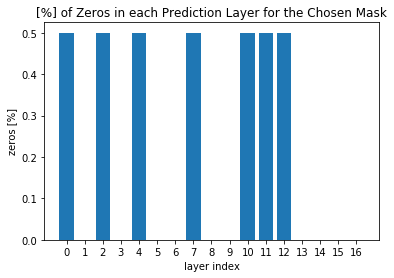 [%] of Zeros in each Prediction Layer for the Chosen Mask
zeros [%]
0.5
0.4
0.3
0.2
0.1
0.0
0 1 2 3 4 5 6 7 8 9 10 11 12 13 14 15 16
layer index